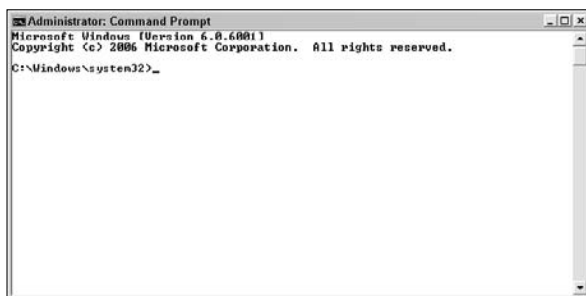 Administrator: Command Prompt
Microsoft Windows [Version 6.0.6001]
Copyright (c) 2006 Microsoft Corporation.  All rights reserved.
C:\Windows\system32>_